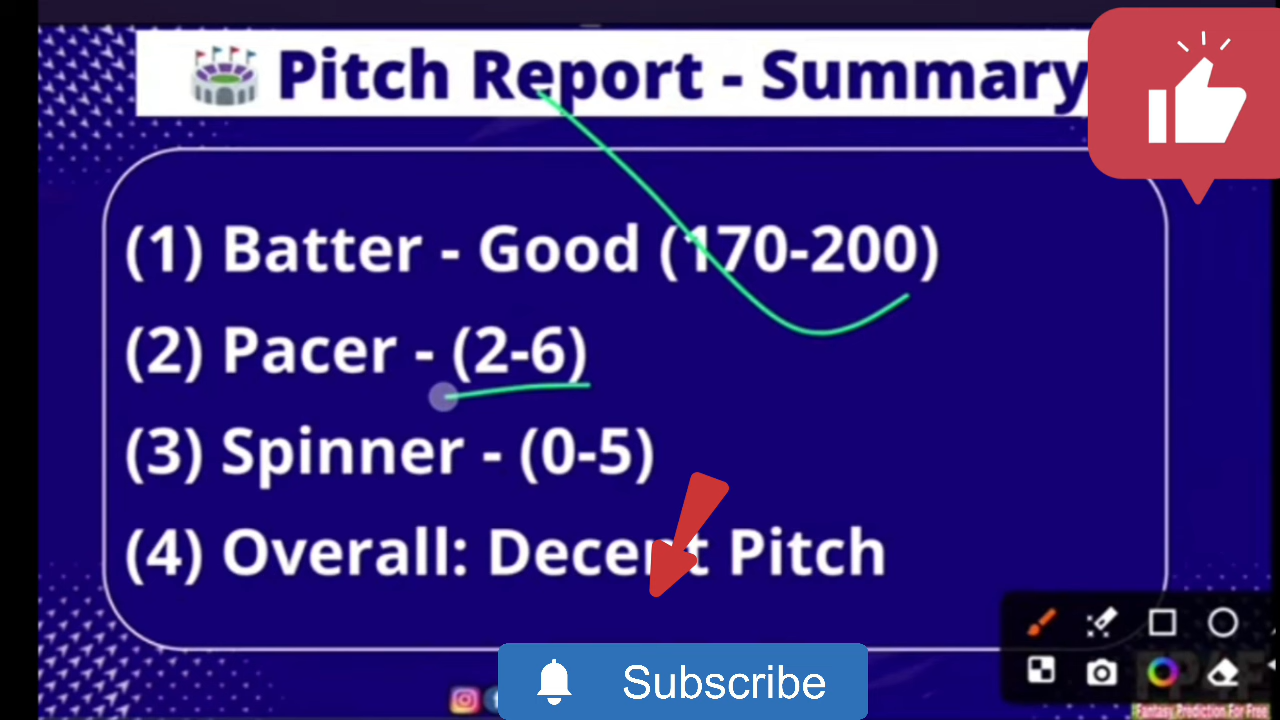 Pitch Report - Summary
(1) Batter - Good (170-200)
(2) Pacer - (2-6)
(3) Spinner - (0-5)
(4) Overall: Decent Pitch
Subscribe
Fantasy Prediction For Free